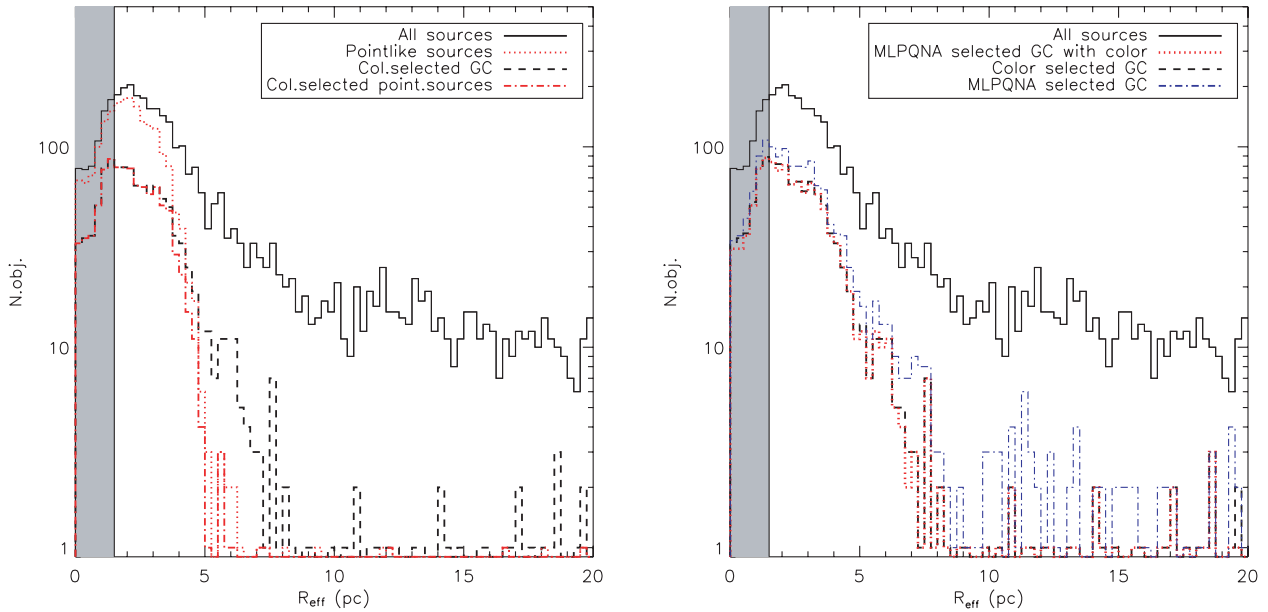 All sources
Pointlike sources
Col.selected GC
Col.selected point.sources
100
10
1
N.obj.
0 5 10 15 20
R_eff (pc)
All sources
MLPQNA selected GC with color
Color selected GC
MLPQNA selected GC
100
10
1
N.obj.
0 5 10 15 20
R_eff (pc)